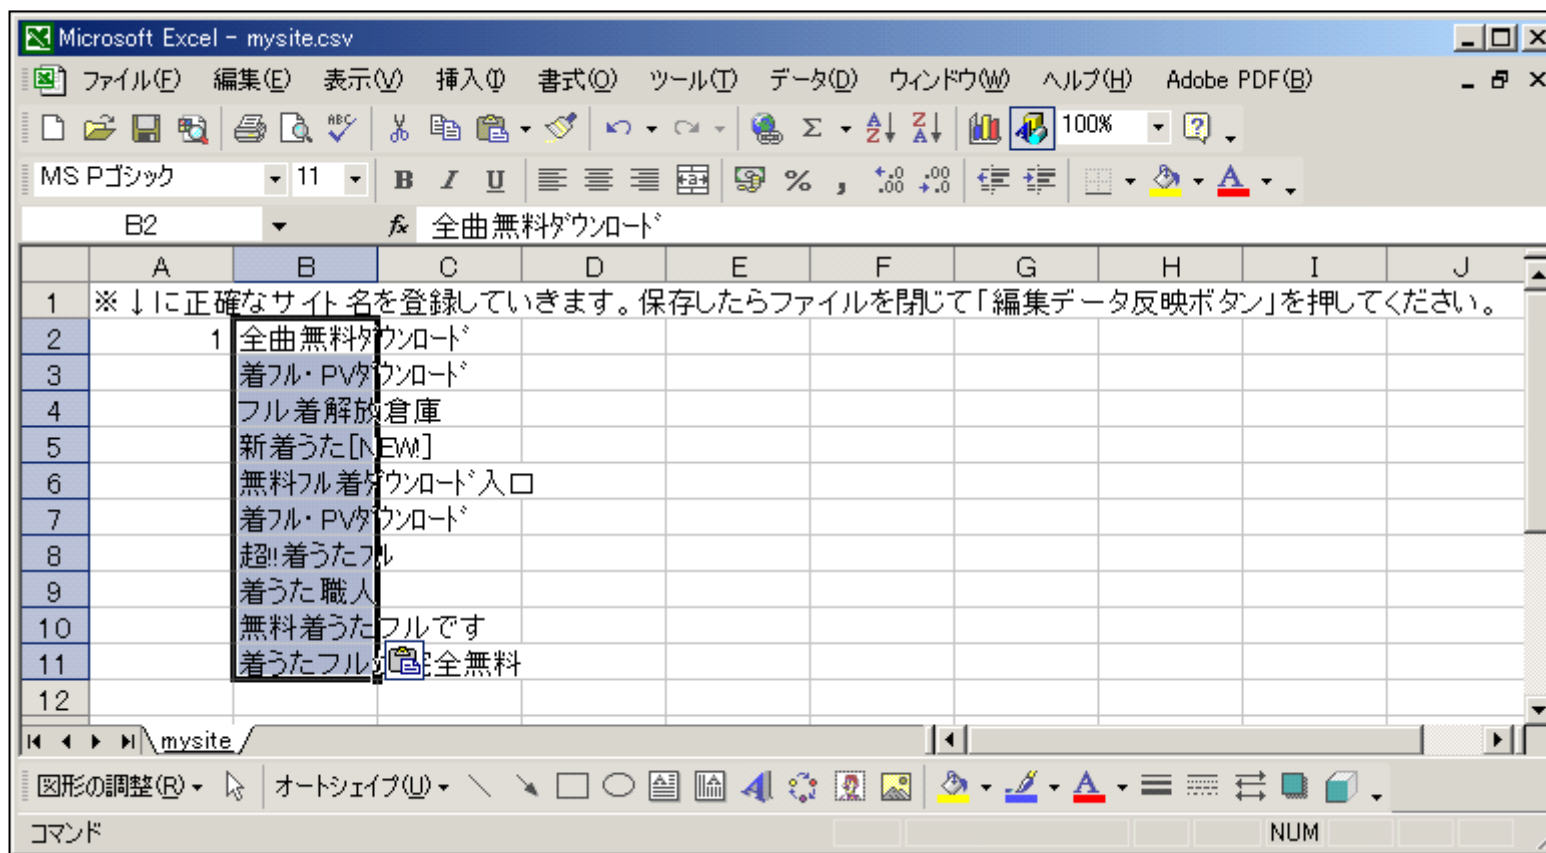 Microsoft Excel - mysite.csv
ファイル(F) 編集(E) 表示(V) 挿入(I) 書式(O) ツール(T) データ(D) ウィンドウ(W) ヘルプ(H) Adobe PDF(B)
100%
MS Pゴシック 11 B I U
B2 fx 全曲無料ﾀﾞｳﾝﾛｰﾄﾞ
A B C D E F G H I J
1 ※↓に正確なサイト名を登録していきます。保存したらファイルを閉じて「編集データ反映ボタン」を押してください。
2 1 全曲無料ﾀﾞｳﾝﾛｰﾄﾞ
3 着ﾌﾙ・PVﾀﾞｳﾝﾛｰﾄﾞ
4 フル着解放倉庫
5 新着うた[NEW!]
6 無料ﾌﾙ着ﾀﾞｳﾝﾛｰﾄﾞ入口
7 着ﾌﾙ・PVﾀﾞｳﾝﾛｰﾄﾞ
8 超!!着うたﾌﾙ
9 着うた職人
10 無料着うたフルです
11 着うたフル 全無料
12
mysite
図形の調整(R) オートシェイプ(U)
コマンド NUM